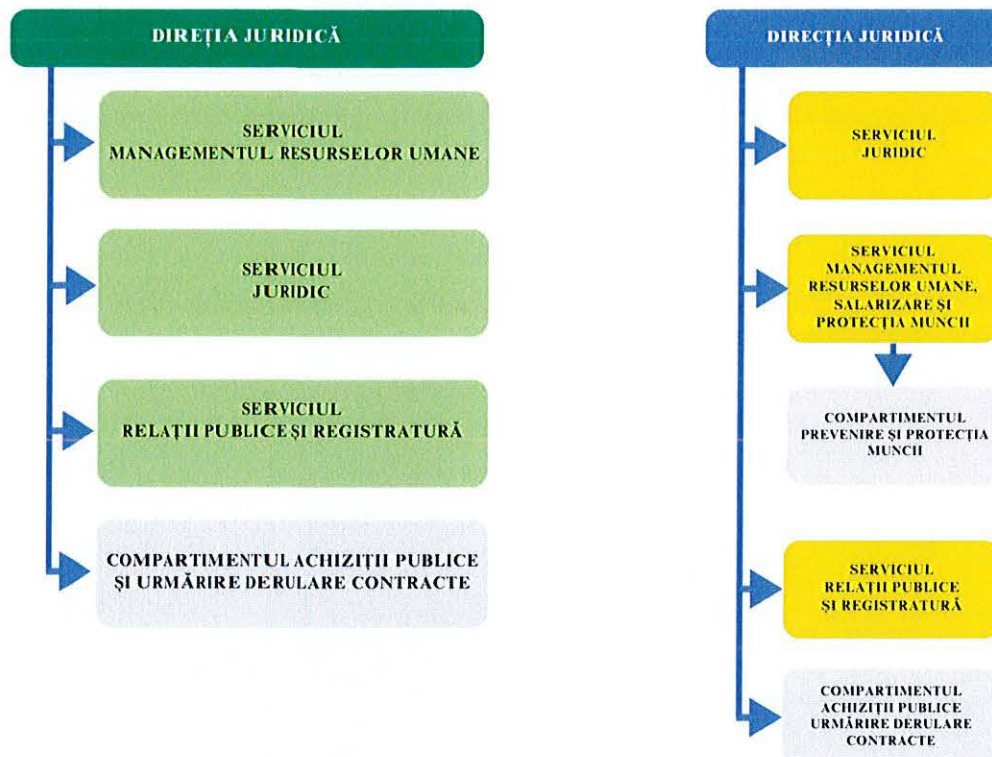 DIREȚIA JURIDICĂ
SERVICIUL
MANAGEMENTUL RESURSELOR UMANE
SERVICIUL
JURIDIC
SERVICIUL
RELAȚII PUBLICE ȘI REGISTRATURĂ
COMPARTIMENTUL ACHIZIȚII PUBLICE
ȘI URMĂRIRE DERULARE CONTRACTE
DIRECȚIA JURIDICĂ
SERVICIUL
JURIDIC
SERVICIUL
MANAGEMENTUL
RESURSELOR UMANE,
SALARIZARE ȘI
PROTECȚIA MUNCII
COMPARTIMENTUL
PREVENIRE ȘI PROTECȚIA
MUNCII
SERVICIUL
RELAȚII PUBLICE
ȘI REGISTRATURĂ
COMPARTIMENTUL
ACHIZIȚII PUBLICE
URMĂRIRE DERULARE
CONTRACTE